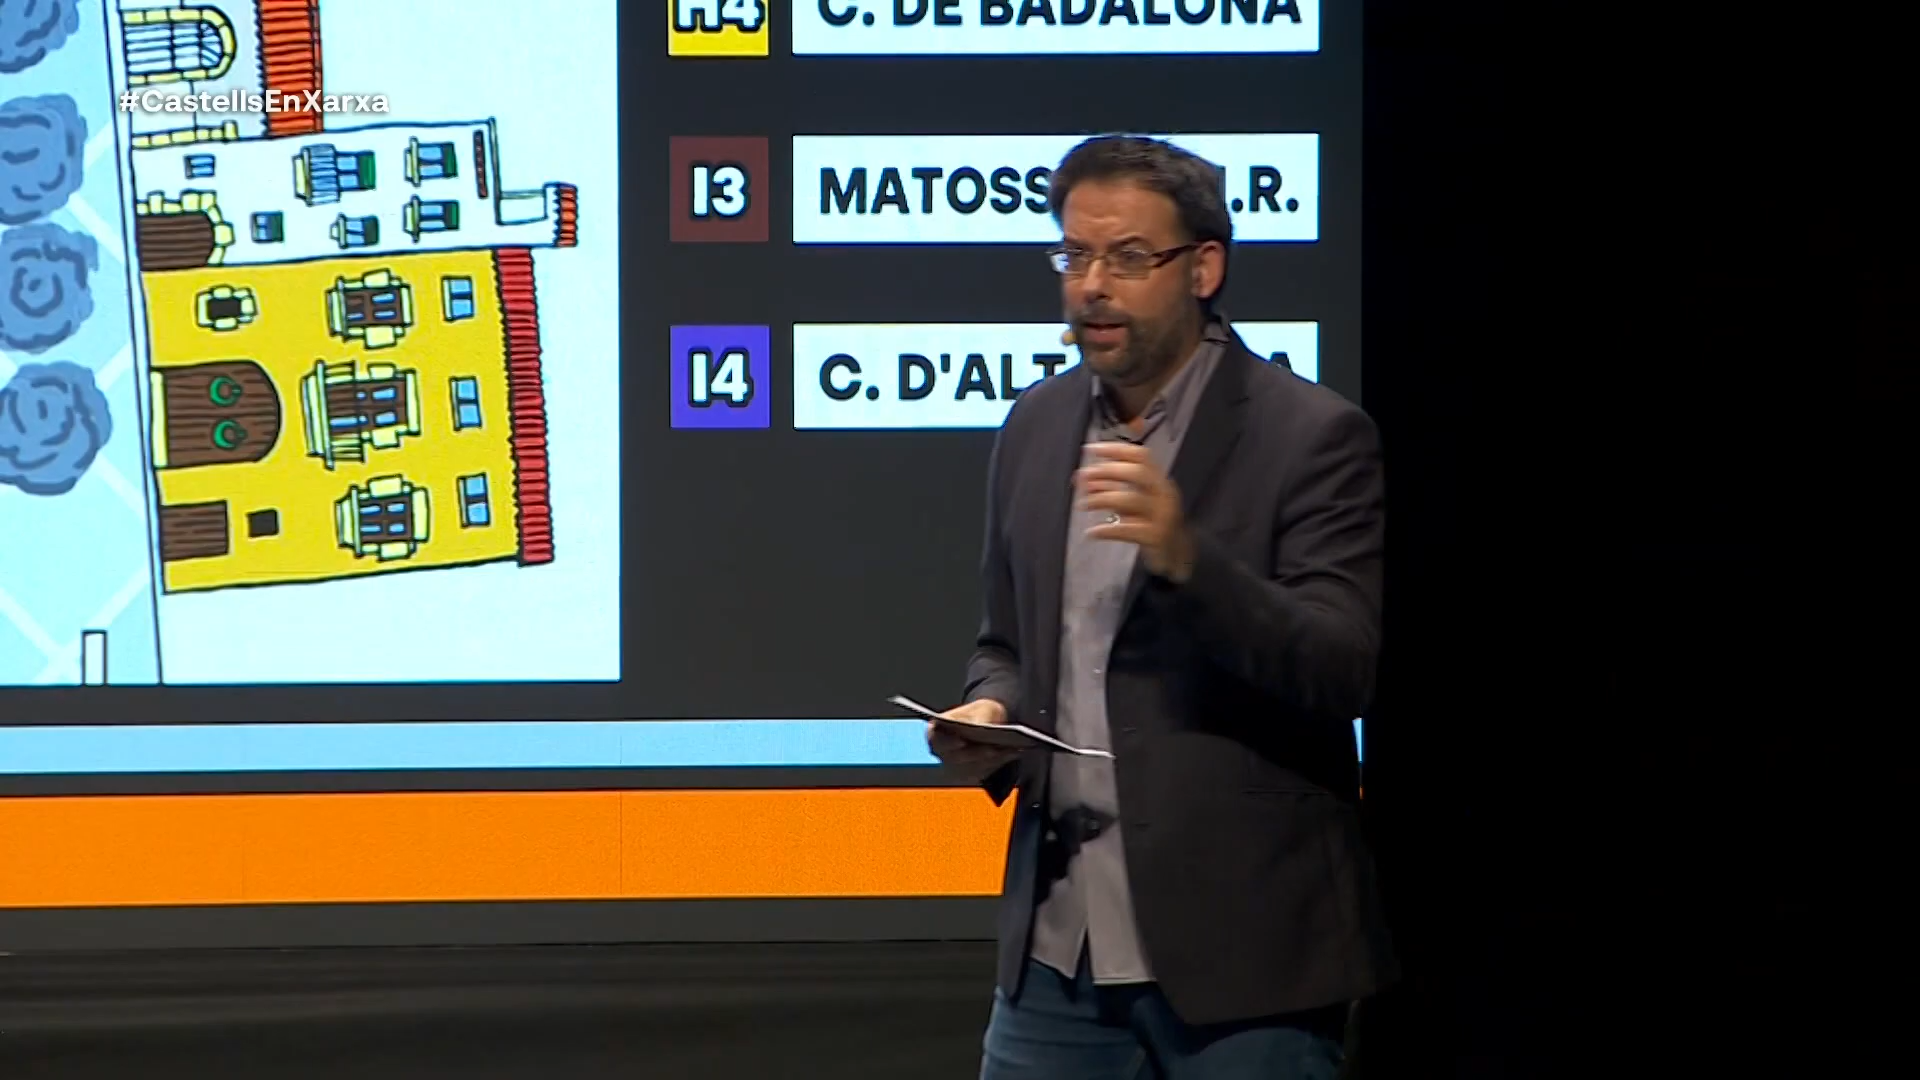 #CastellsEnXarxa
H4 C. DE BADALONA
I3 MATOSS .R.
I4 C. D'ALT A